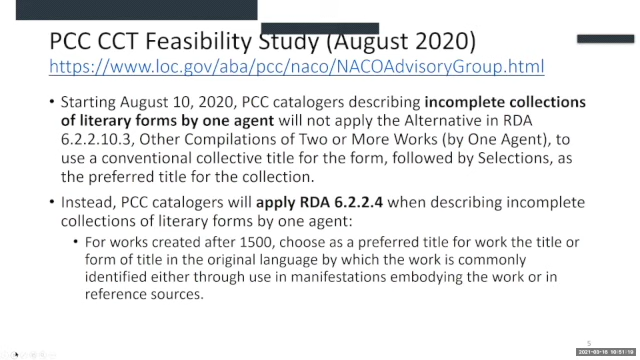 PCC CCT Feasibility Study (August 2020)
https://www.loc.gov/aba/pcc/naco/NACOAdvisoryGroup.html
• Starting August 10, 2020, PCC catalogers describing incomplete collections
of literary forms by one agent will not apply the Alternative in RDA
6.2.2.10.3, Other Compilations of Two or More Works (by One Agent), to
use a conventional collective title for the form, followed by Selections, as
the preferred title for the collection.
• Instead, PCC catalogers will apply RDA 6.2.2.4 when describing incomplete
collections of literary forms by one agent:
• For works created after 1500, choose as a preferred title for work the title or
form of title in the original language by which the work is commonly
identified either through use in manifestations embodying the work or in
reference sources.
5
2021-03-16 10:51:19